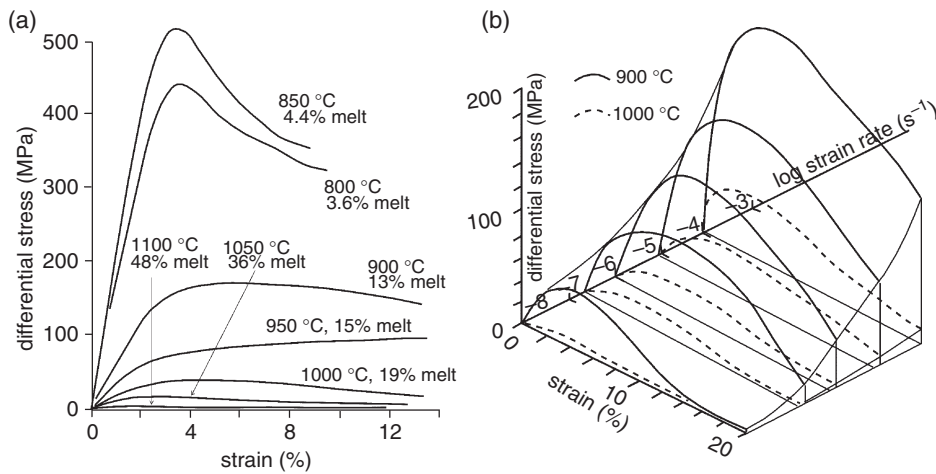 (a)
500
400
300
200
100
0
differential stress (MPa)
850 °C
4.4% melt
800 °C
3.6% melt
1100 °C
48% melt
1050 °C
36% melt
900 °C
13% melt
950 °C, 15% melt
1000 °C, 19% melt
0
4
8
12
strain (%)
(b)
200
100
0
differential stress (MPa)
900 °C
1000 °C
log strain rate (s⁻¹)
–3
–4
–5
–6
–7
–8
0
10
20
strain (%)